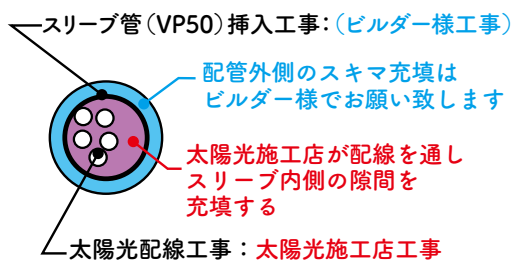 スリーブ管（VP50）挿入工事：（ビルダー様工事）
配管外側のスキマ充填は
ビルダー様でお願い致します
太陽光施工店が配線を通し
スリーブ内側の隙間を
充填する
太陽光配線工事：太陽光施工店工事